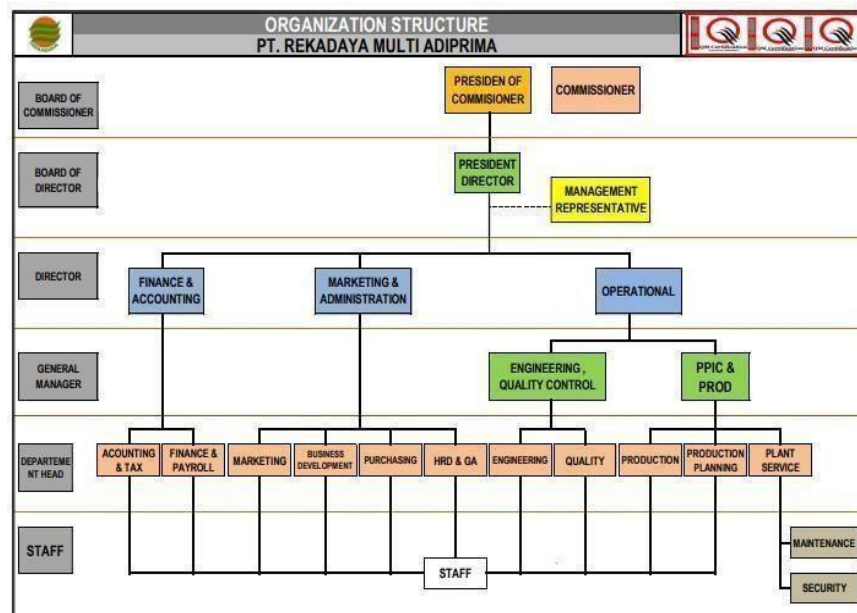 ORGANIZATION STRUCTURE
PT. REKADAYA MULTI ADIPRIMA
BOARD OF
COMMISSIONER
PRESIDEN OF
COMMISIONER
COMMISSIONER
BOARD OF
DIRECTOR
PRESIDENT
DIRECTOR
MANAGEMENT
REPRESENTATIVE
DIRECTOR
FINANCE &
ACCOUNTING
MARKETING &
ADMINISTRATION
OPERATIONAL
GENERAL
MANAGER
ENGINEERING ,
QUALITY CONTROL
PPIC &
PROD
DEPARTEME
NT HEAD
ACOUNTING
& TAX
FINANCE &
PAYROLL
MARKETING
BUSINESS
DEVELOPMENT
PURCHASING
HRD & GA
ENGINEERING
QUALITY
PRODUCTION
PRODUCTION
PLANNING
PLANT
SERVICE
STAFF
STAFF
MAINTENANCE
SECURITY